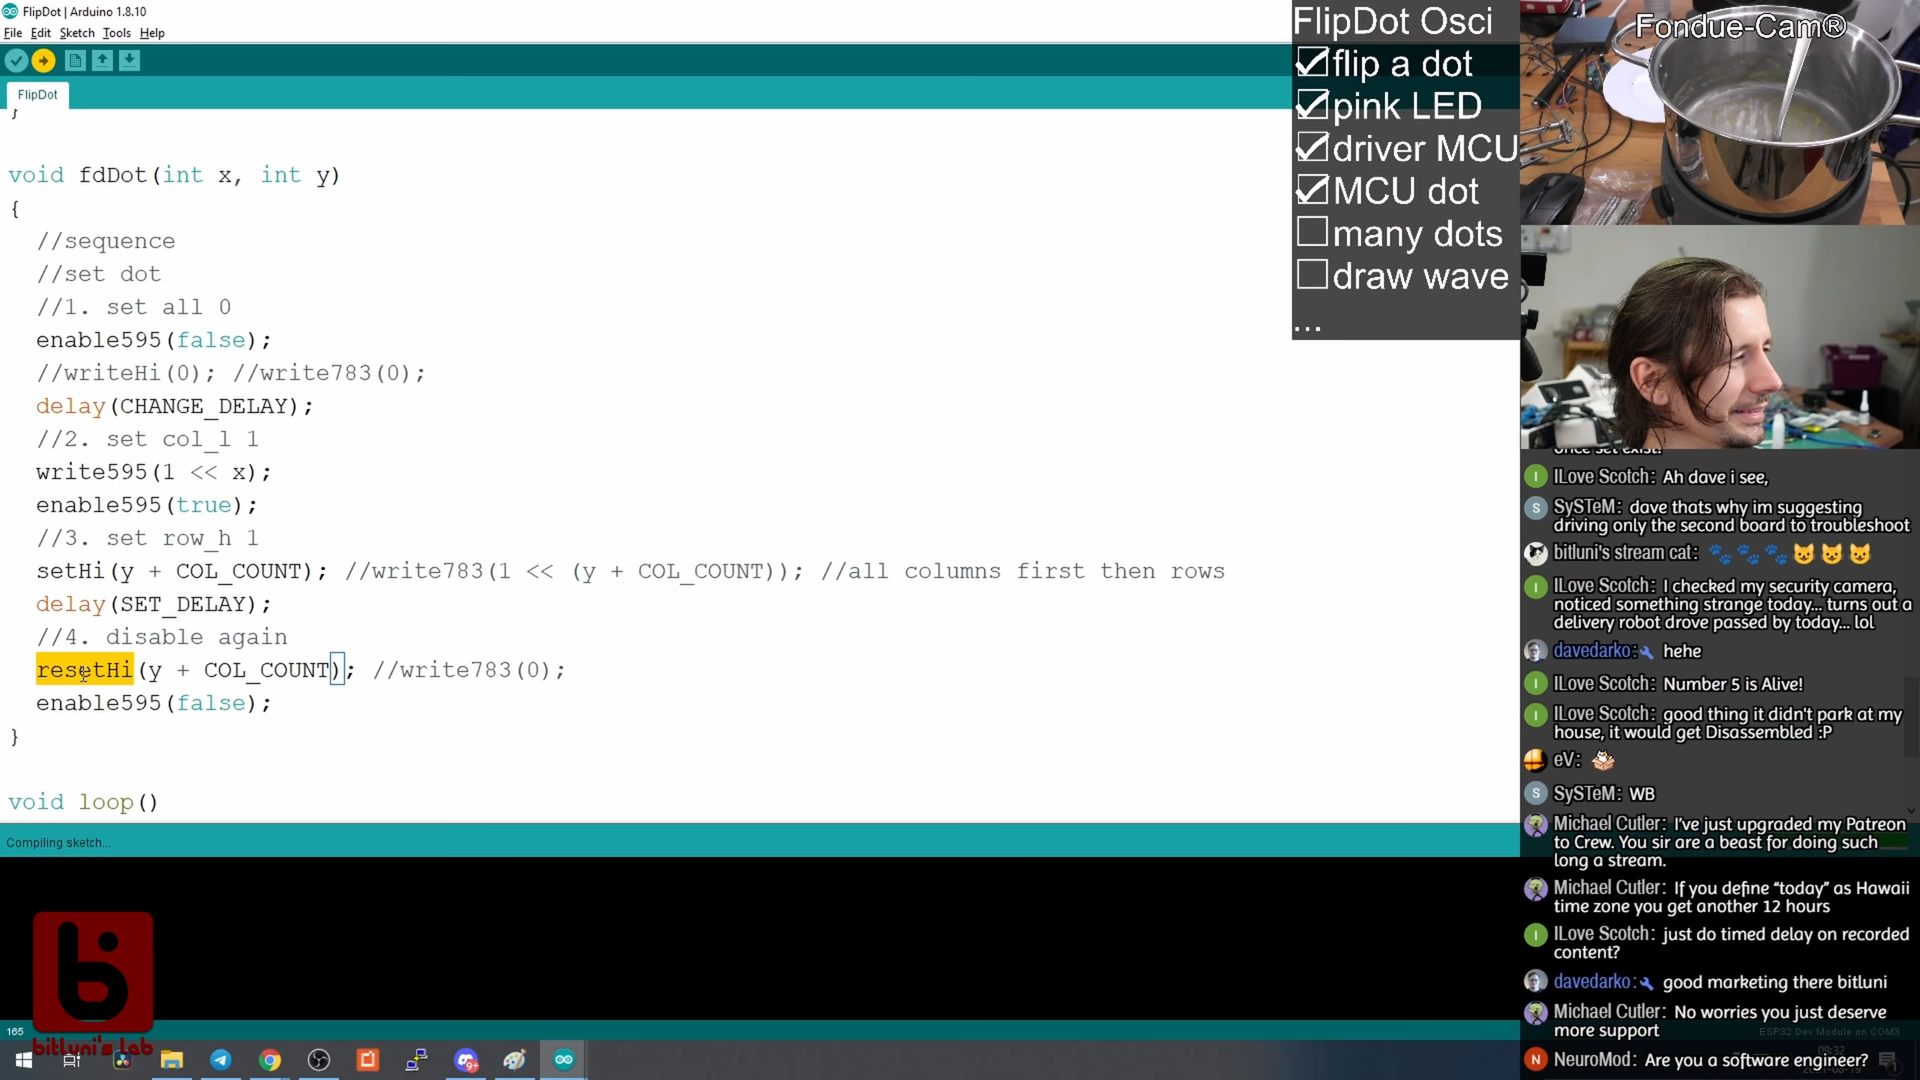 FlipDot | Arduino 1.8.10
File Edit Sketch Tools Help
FlipDot
}
void fdDot(int x, int y)
{
//sequence
//set dot
//1. set all 0
enable595(false);
//writeHi(0); //write783(0);
delay(CHANGE_DELAY);
//2. set col_l 1
write595(1 << x);
enable595(true);
//3. set row_h 1
setHi(y + COL_COUNT); //write783(1 << (y + COL_COUNT)); //all columns first then rows
delay(SET_DELAY);
//4. disable again
resetHi(y + COL_COUNT); //write783(0);
enable595(false);
}
void loop()
Compiling sketch...
165
ESP32 Dev Module on COM3
b
bitluni's lab
FlipDot Osci
flip a dot
pink LED
driver MCU
MCU dot
many dots
draw wave
...
Fondue-Cam®
once set exist!
ILove Scotch: Ah dave i see,
SySTeM: dave thats why im suggesting
driving only the second board to troubleshoot
bitluni's stream cat:
ILove Scotch: I checked my security camera,
noticed something strange today... turns out a
delivery robot drove passed by today... lol
davedarko: hehe
ILove Scotch: Number 5 is Alive!
ILove Scotch: good thing it didn't park at my
house, it would get Disassembled :P
eV:
SySTeM: WB
Michael Cutler: I've just upgraded my Patreon
to Crew. You sir are a beast for doing such
long a stream.
Michael Cutler: If you define “today” as Hawaii
time zone you get another 12 hours
ILove Scotch: just do timed delay on recorded
content?
davedarko: good marketing there bitluni
Michael Cutler: No worries you just deserve
more support
NeuroMod: Are you a software engineer?